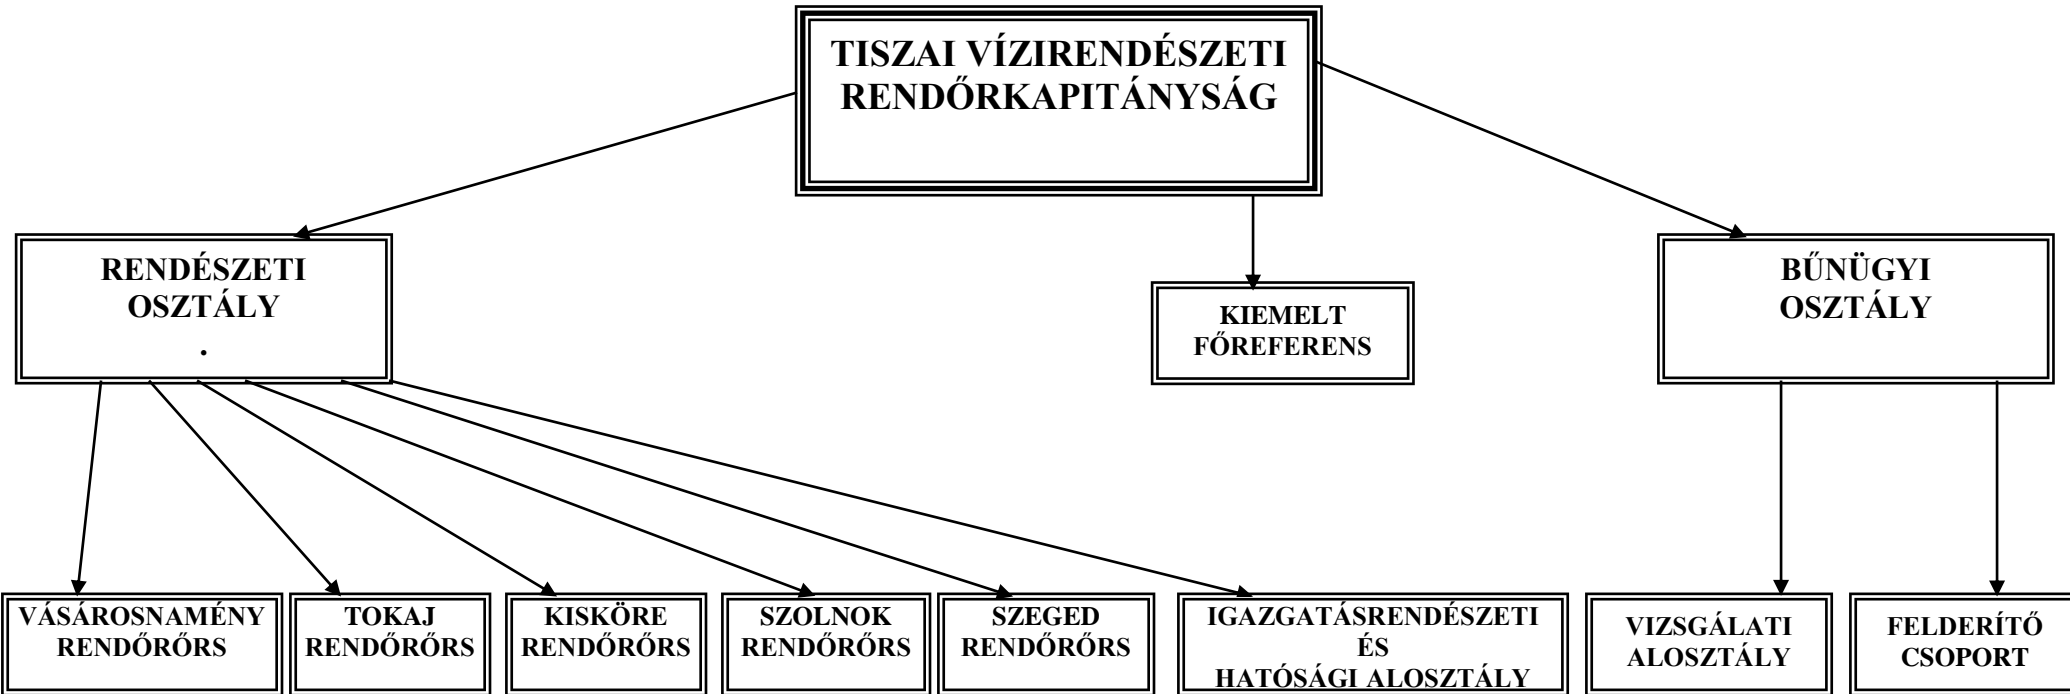 TISZAI VÍZIRENDÉSZETI
RENDŐRKAPITÁNYSÁG
RENDÉSZETI
OSZTÁLY
.
KIEMELT
FŐREFERENS
BŰNÜGYI
OSZTÁLY
VÁSÁROSNAMÉNY
RENDŐRŐRS
TOKAJ
RENDŐRŐRS
KISKÖRE
RENDŐRŐRS
SZOLNOK
RENDŐRŐRS
SZEGED
RENDŐRŐRS
IGAZGATÁSRENDÉSZETI
ÉS
HATÓSÁGI ALOSZTÁLY
VIZSGÁLATI
ALOSZTÁLY
FELDERÍTŐ
CSOPORT